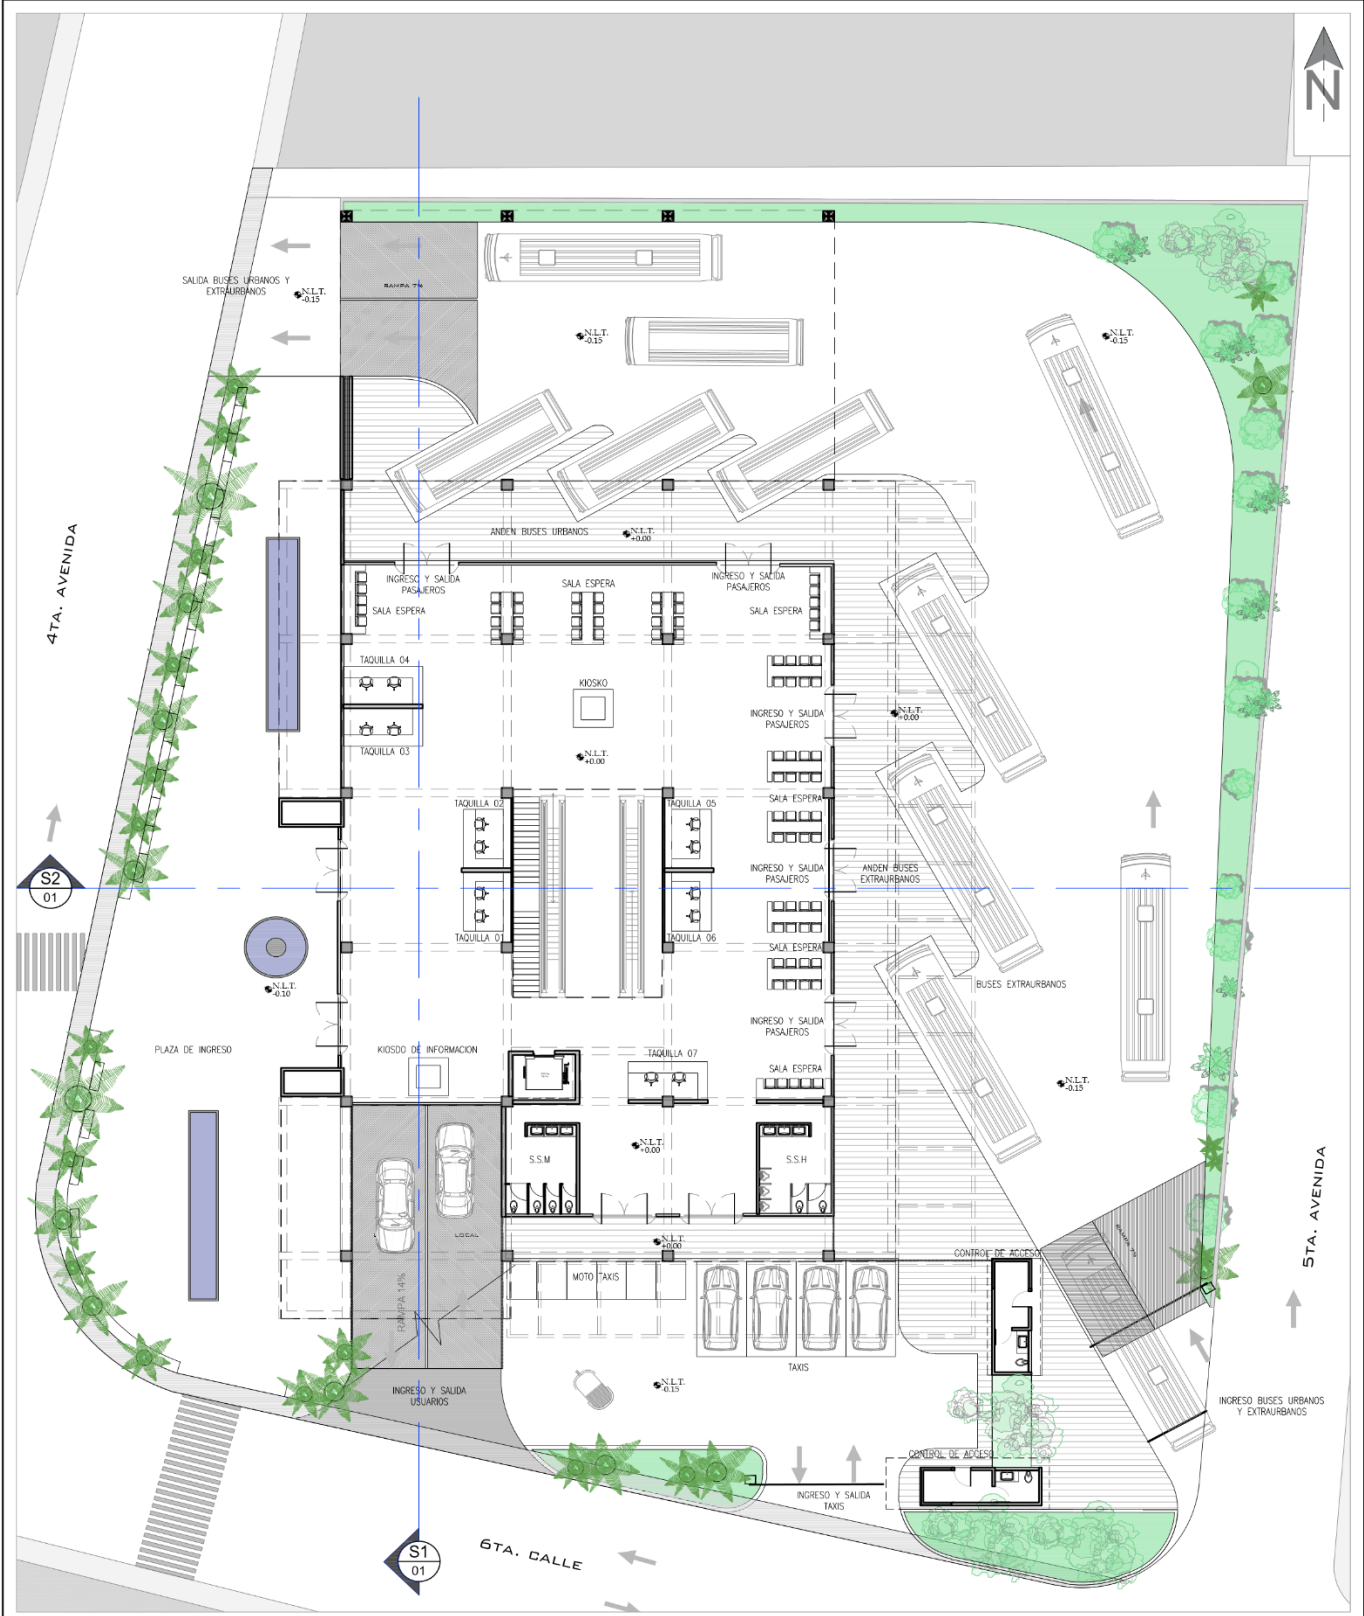 N
SALIDA BUSES URBANOS Y
EXTRAURBANOS
N.L.T.
-0.15
RAMPA 7%
N.L.T.
-0.15
N.L.T.
-0.15
ANDEN BUSES URBANOS
N.L.T.
+0.00
INGRESO Y SALIDA
PASAJEROS
SALA ESPERA
INGRESO Y SALIDA
PASAJEROS
SALA ESPERA
SALA ESPERA
4TA. AVENIDA
TAQUILLA 04
KIOSKO
TAQUILLA 03
N.L.T.
+0.00
INGRESO Y SALIDA
PASAJEROS
N.L.T.
+0.00
TAQUILLA 02
TAQUILLA 05
SALA ESPERA
S2
01
INGRESO Y SALIDA
PASAJEROS
ANDEN BUSES
EXTRAURBANOS
TAQUILLA 01
TAQUILLA 06
SALA ESPERA
N.L.T.
-0.10
BUSES EXTRAURBANOS
INGRESO Y SALIDA
PASAJEROS
PLAZA DE INGRESO
KIOSDO DE INFORMACION
TAQUILLA 07
SALA ESPERA
N.L.T.
-0.15
S.S.M
N.L.T.
+0.00
S.S.H
5TA. AVENIDA
LOCAL
N.L.T.
+0.00
RAMPA 7%
CONTROL DE ACCESO
RAMPA 14%
MOTO TAXIS
TAXIS
INGRESO Y SALIDA
USUARIOS
N.L.T.
-0.15
INGRESO BUSES URBANOS
Y EXTRAURBANOS
CONTROL DE ACCESO
INGRESO Y SALIDA
TAXIS
S1
01
6TA. CALLE